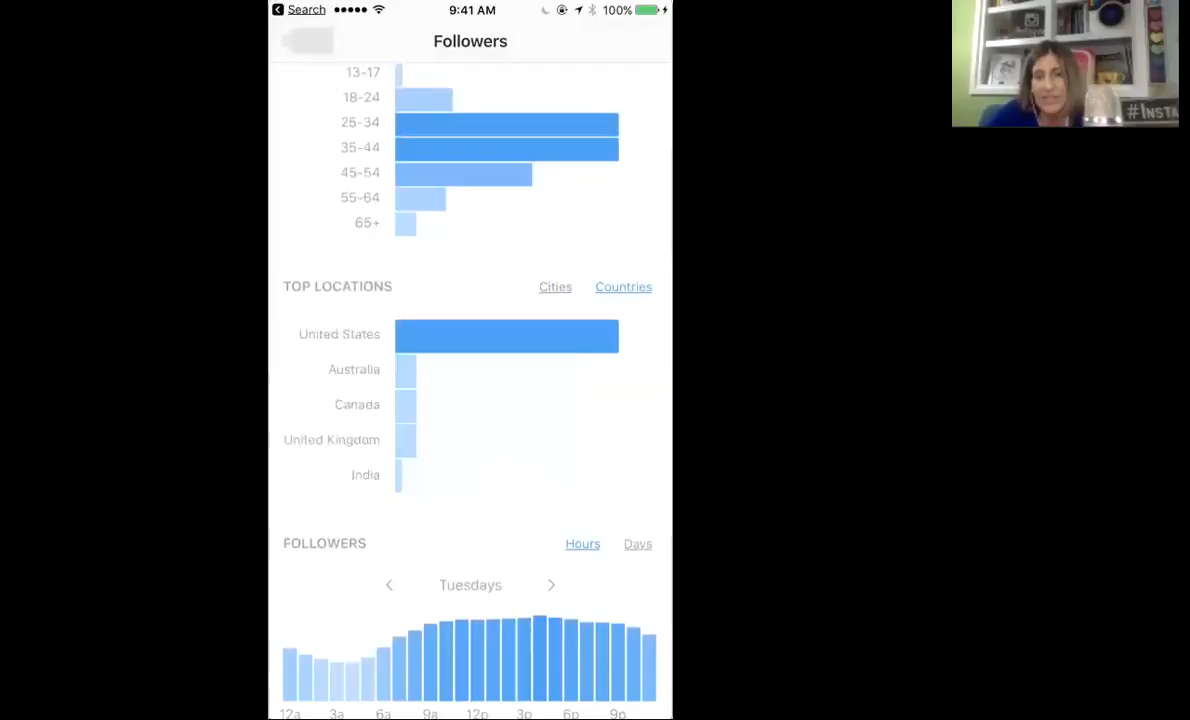 Search 9:41 AM 100%
Followers
13-17
18-24
25-34
35-44
45-54
55-64
65+
TOP LOCATIONS Cities Countries
United States
Australia
Canada
United Kingdom
India
FOLLOWERS Hours Days
Tuesdays
12a 3a 6a 9a 12p 3p 6p 9p
#INSTA